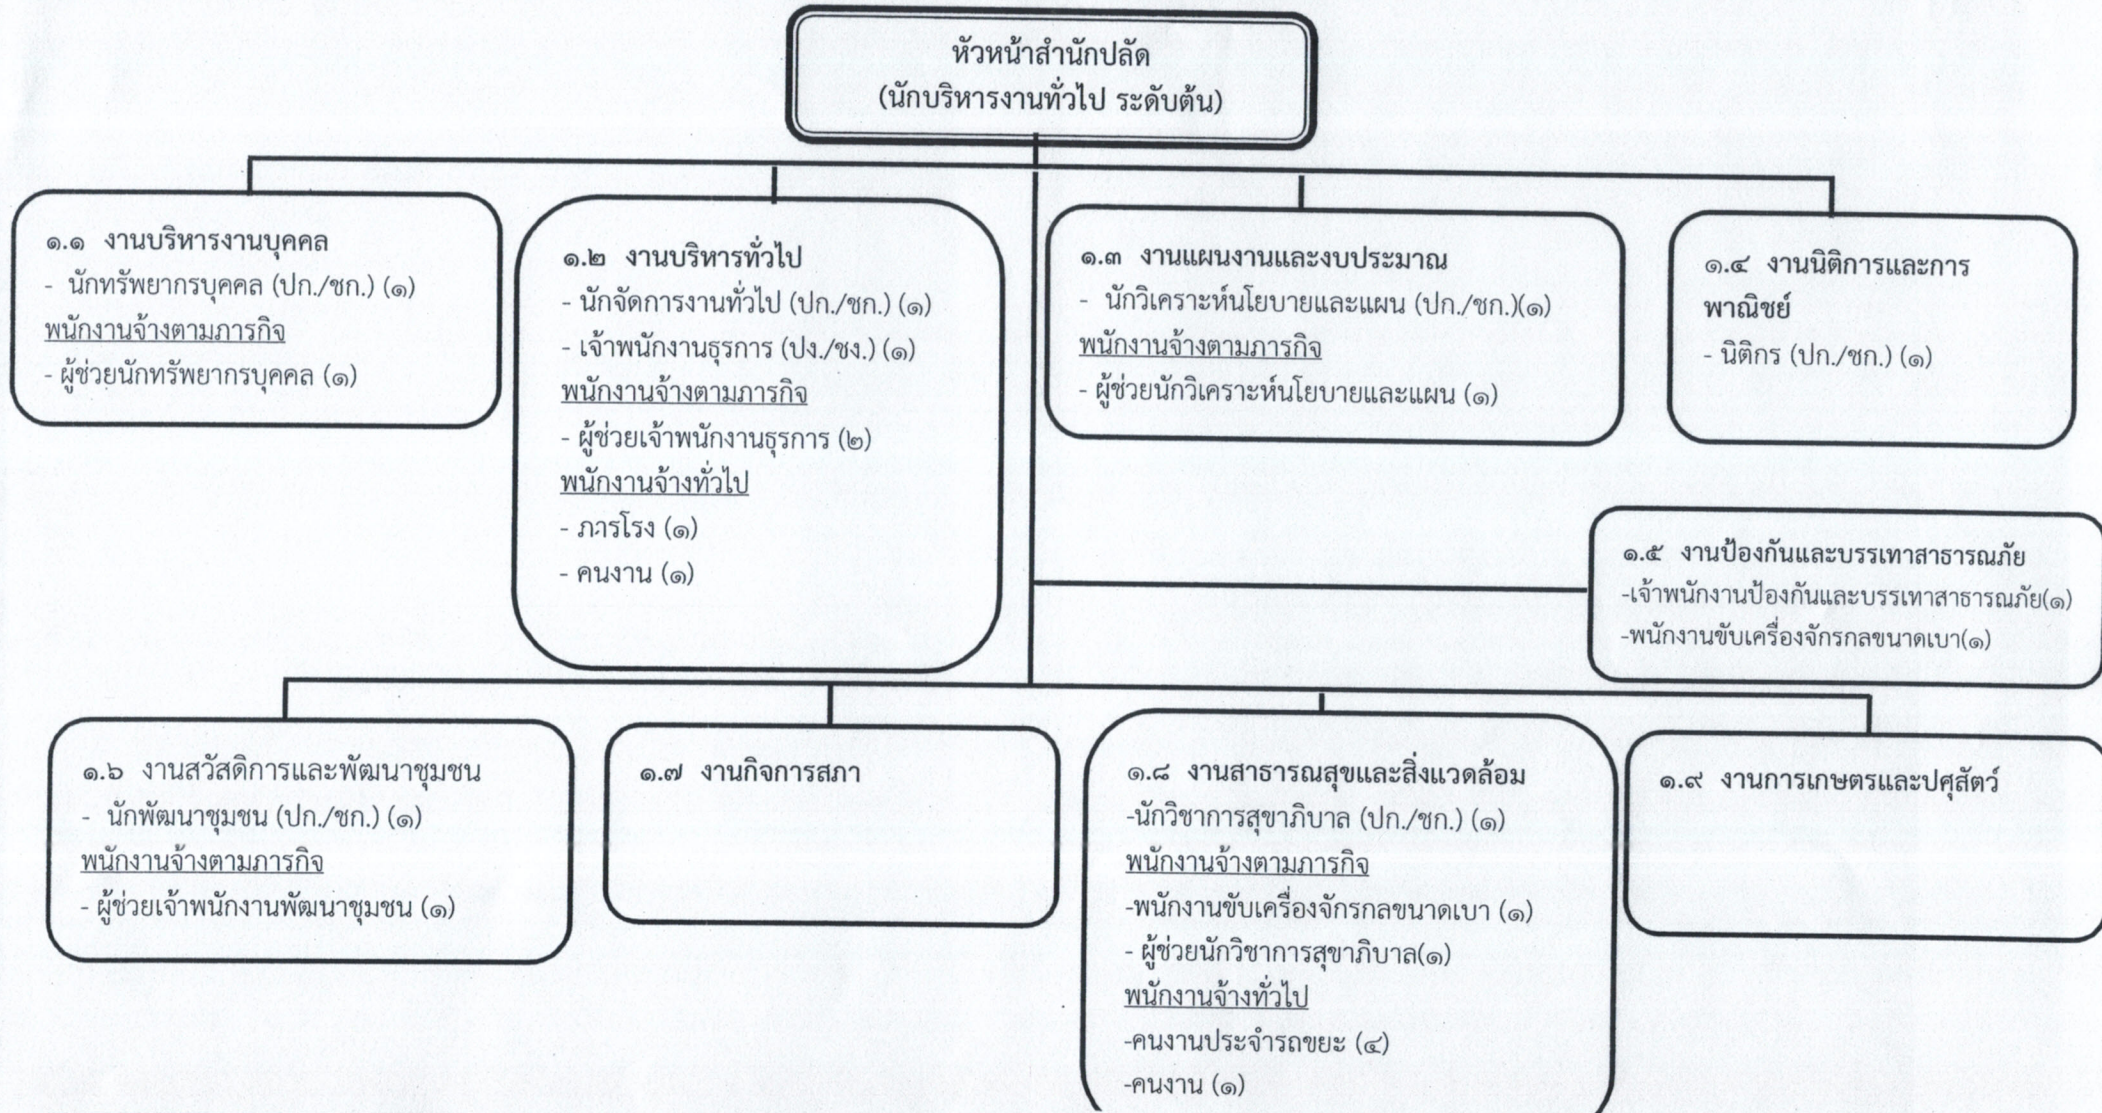 หัวหน้าสำนักปลัด
(นักบริหารงานทั่วไป ระดับต้น)
๑.๑ งานบริหารงานบุคคล
- นักทรัพยากรบุคคล (ปก./ชก.) (๑)
พนักงานจ้างตามภารกิจ
- ผู้ช่วยนักทรัพยากรบุคคล (๑)
๑.๒ งานบริหารทั่วไป
- นักจัดการงานทั่วไป (ปก./ชก.) (๑)
- เจ้าพนักงานธุรการ (ปง./ชง.) (๑)
พนักงานจ้างตามภารกิจ
- ผู้ช่วยเจ้าพนักงานธุรการ (๒)
พนักงานจ้างทั่วไป
- ภารโรง (๑)
- คนงาน (๑)
๑.๓ งานแผนงานและงบประมาณ
- นักวิเคราะห์นโยบายและแผน (ปก./ชก.)(๑)
พนักงานจ้างตามภารกิจ
- ผู้ช่วยนักวิเคราะห์นโยบายและแผน (๑)
๑.๔ งานนิติการและการ
พาณิชย์
- นิติกร (ปก./ชก.) (๑)
๑.๕ งานป้องกันและบรรเทาสาธารณภัย
-เจ้าพนักงานป้องกันและบรรเทาสาธารณภัย(๑)
-พนักงานขับเครื่องจักรกลขนาดเบา(๑)
๑.๖ งานสวัสดิการและพัฒนาชุมชน
- นักพัฒนาชุมชน (ปก./ชก.) (๑)
พนักงานจ้างตามภารกิจ
- ผู้ช่วยเจ้าพนักงานพัฒนาชุมชน (๑)
๑.๗ งานกิจการสภา
๑.๘ งานสาธารณสุขและสิ่งแวดล้อม
-นักวิชาการสุขาภิบาล (ปก./ชก.) (๑)
พนักงานจ้างตามภารกิจ
-พนักงานขับเครื่องจักรกลขนาดเบา (๑)
- ผู้ช่วยนักวิชาการสุขาภิบาล(๑)
พนักงานจ้างทั่วไป
-คนงานประจำรถขยะ (๔)
-คนงาน (๑)
๑.๙ งานการเกษตรและปศุสัตว์